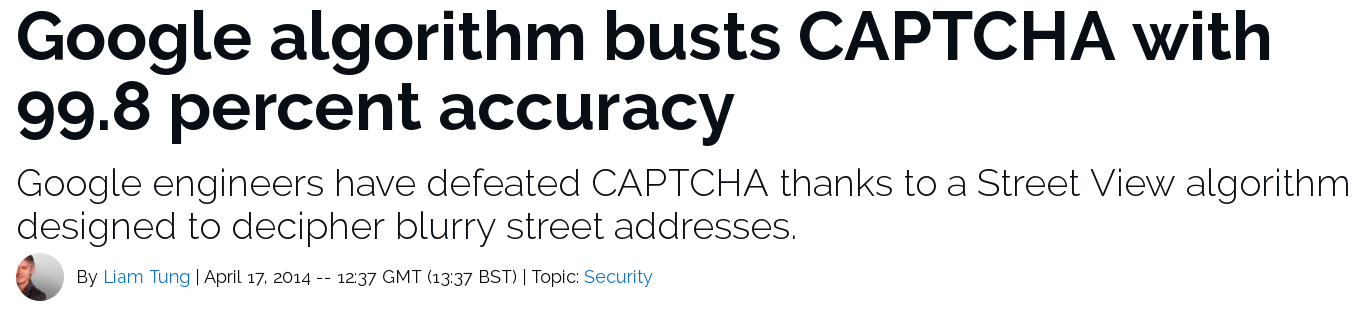 Google algorithm busts CAPTCHA with
99.8 percent accuracy
Google engineers have defeated CAPTCHA thanks to a Street View algorithm
designed to decipher blurry street addresses.
By Liam Tung | April 17, 2014 -- 12:37 GMT (13:37 BST) | Topic: Security